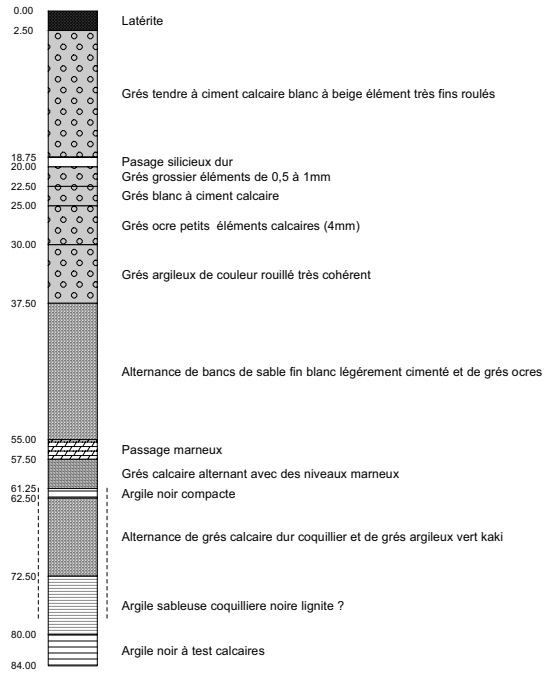 0.00
Latérite
2.50
Grés tendre à ciment calcaire blanc à beige élément très fins roulés
18.75
Pasage silicieux dur
20.00
Grés grossier éléments de 0,5 à 1mm
22.50
Grés blanc à ciment calcaire
25.00
Grés ocre petits éléments calcaires (4mm)
30.00
Grés argileux de couleur rouillé très cohérent
37.50
Alternance de bancs de sable fin blanc légérement cimenté et de grés ocres
55.00
Passage marneux
57.50
Grés calcaire alternant avec des niveaux marneux
61.25
Argile noir compacte
62.50
Alternance de grés calcaire dur coquillier et de grés argileux vert kaki
72.50
Argile sableuse coquilliere noire lignite ?
80.00
Argile noir à test calcaires
84.00